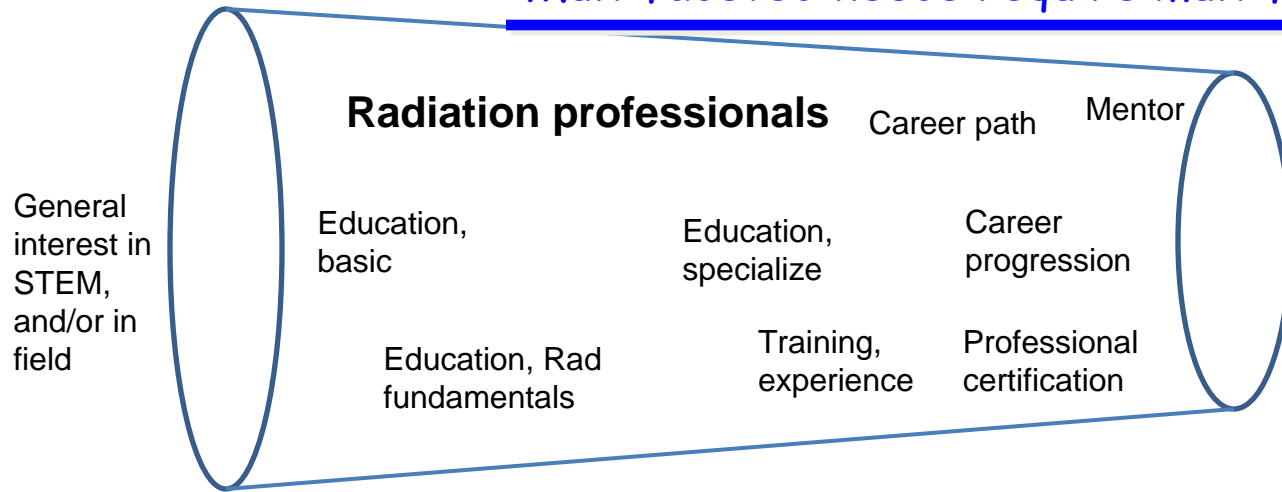 Radiation professionals
Career path
Mentor
General
interest in
STEM,
and/or in
field
Education,
basic
Education,
specialize
Career
progression
Education, Rad
fundamentals
Training,
experience
Professional
certification